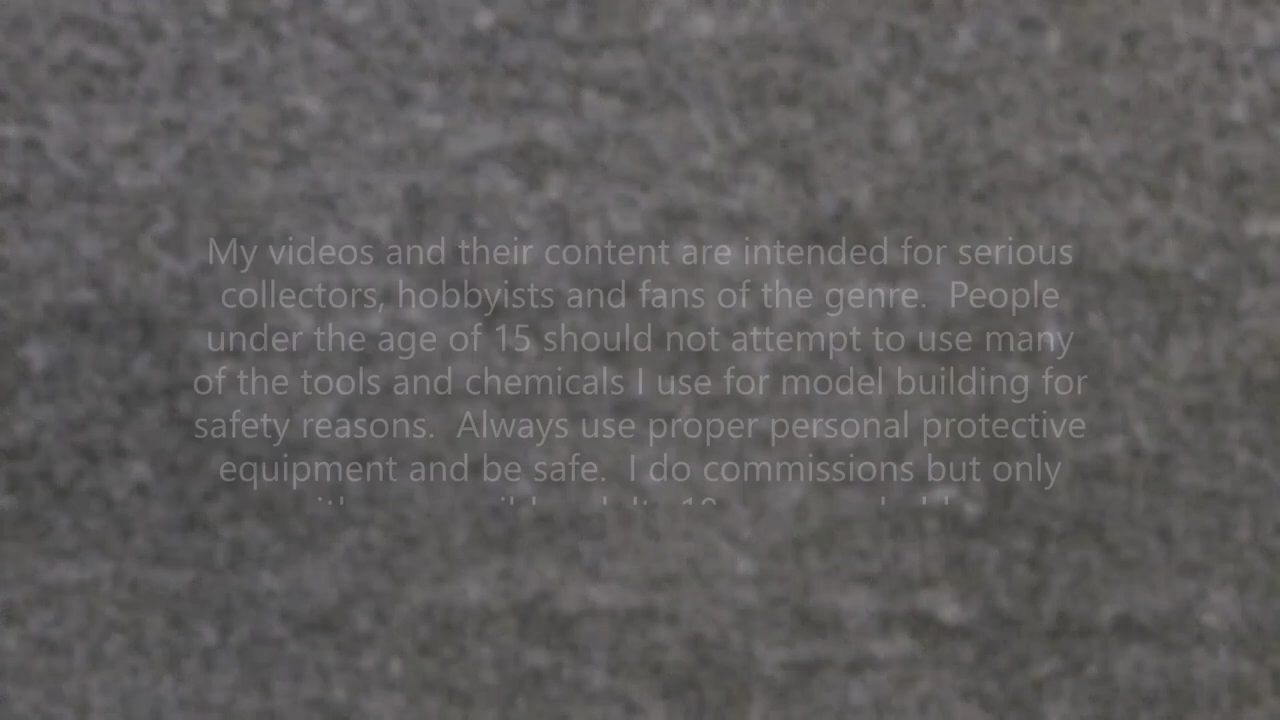 My videos and their content are intended for serious
collectors, hobbyists and fans of the genre.  People
under the age of 15 should not attempt to use many
of the tools and chemicals I use for model building for
safety reasons.  Always use proper personal protective
equipment and be safe.  I do commissions but only